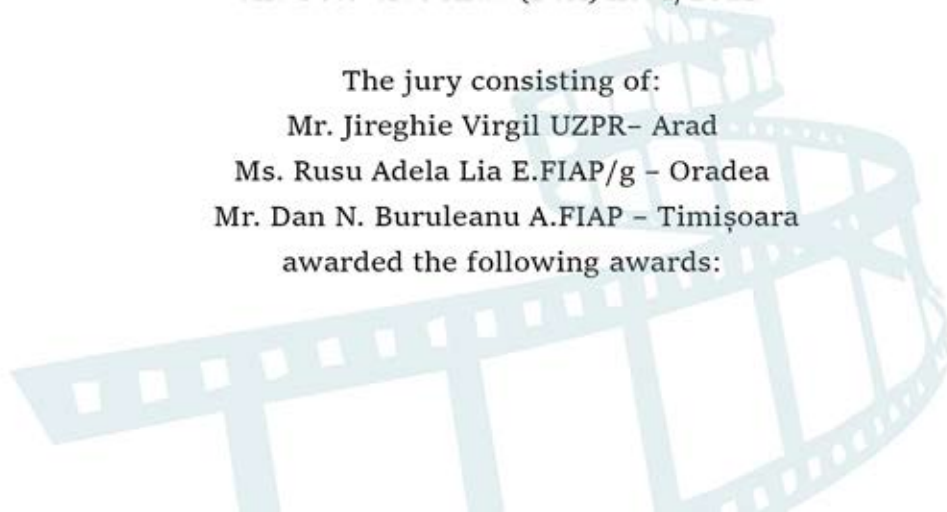 The jury consisting of:
Mr. Jireghie Virgil UZPR– Arad
Ms. Rusu Adela Lia E.FIAP/g – Oradea
Mr. Dan N. Buruleanu A.FIAP – Timișoara
awarded the following awards: